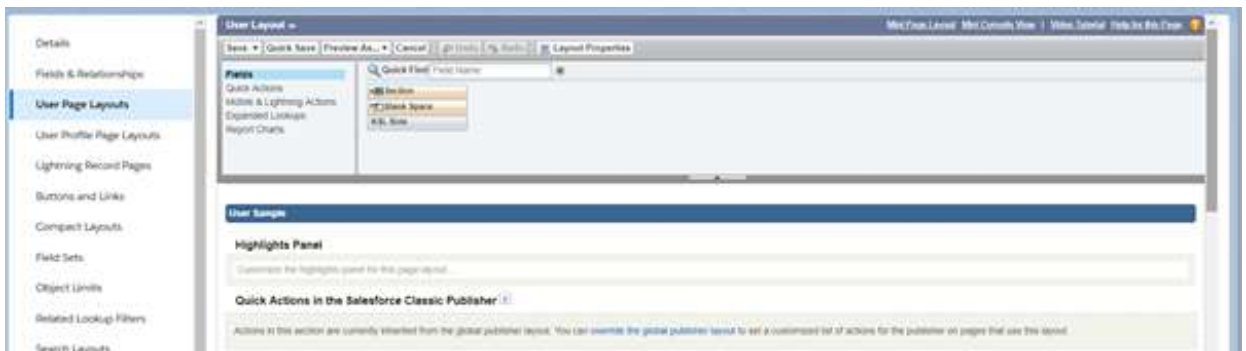 Details
Fields & Relationships
User Page Layouts
User Profile Page Layouts
Lightning Record Pages
Buttons and Links
Compact Layouts
Field Sets
Object Limits
Related Lookup Filters
Search Layouts
User Layout
Mini Page Layout Mini Console View | Video Tutorial Help for this Page
Save Quick Save Preview As... Cancel Undo Redo Layout Properties
Fields
Quick Actions
Mobile & Lightning Actions
Expanded Lookups
Report Charts
Quick Find Field Name
Section
Blank Space
User Sample
Highlights Panel
Customize the highlights panel for this page layout...
Quick Actions in the Salesforce Classic Publisher
Actions in this section are currently inherited from the global publisher layout. You can override the global publisher layout to set a customized list of actions for the publisher on pages that use this layout.